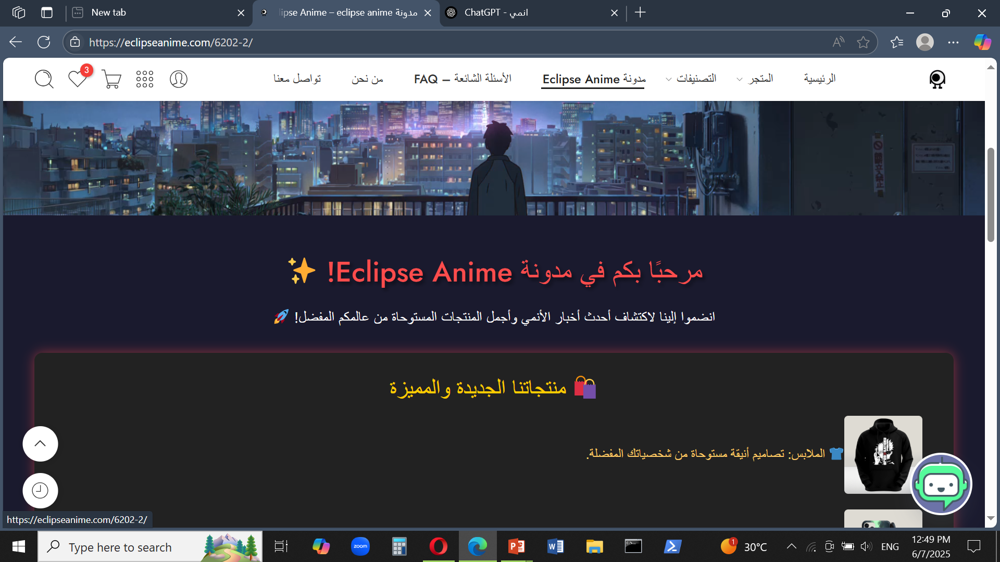 New tab
lipse Anime – eclipse anime مدونة
ChatGPT - انمي
https://eclipseanime.com/6202-2/
3
الرئيسية
المتجر
التصنيفات
مدونة Eclipse Anime
الأسئلة الشائعة – FAQ
من نحن
تواصل معنا
مرحبًا بكم في مدونة Eclipse Anime! ✨
انضموا إلينا لاكتشاف أحدث أخبار الأنمي وأجمل المنتجات المستوحاة من عالمكم المفضل! 🚀
🛍️ منتجاتنا الجديدة والمميزة
👕 الملابس: تصاميم أنيقة مستوحاة من شخصياتك المفضلة.
https://eclipseanime.com/6202-2/
Type here to search
zoom
1
30°C
ENG
12:49 PM
6/7/2025